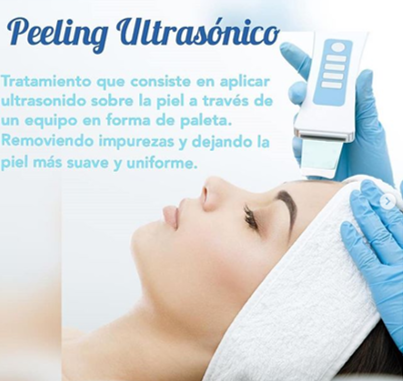 Peeling Ultrasónico
Tratamiento que consiste en aplicar
ultrasonido sobre la piel a través de
un equipo en forma de paleta.
Removiendo impurezas y dejando la
piel más suave y uniforme.